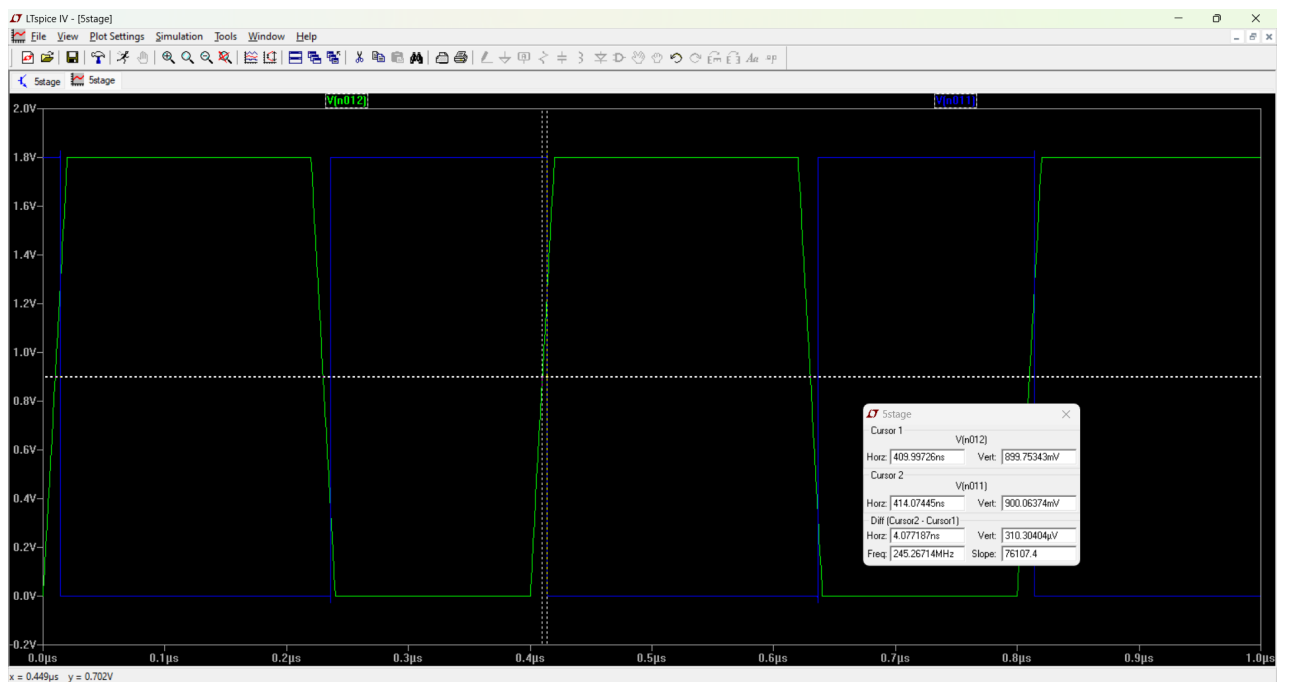 LTspice IV - [5stage]
File View Plot Settings Simulation Tools Window Help
5stage 5stage
V(n012) V(n011)
2.0V
1.8V
1.6V
1.4V
1.2V
1.0V
0.8V
0.6V
0.4V
0.2V
0.0V
-0.2V
0.0µs 0.1µs 0.2µs 0.3µs 0.4µs 0.5µs 0.6µs 0.7µs 0.8µs 0.9µs 1.0µs
5stage
Cursor 1
V(n012)
Horz: 409.99726ns Vert: 899.75343mV
Cursor 2
V(n011)
Horz: 414.07445ns Vert: 900.06374mV
Diff (Cursor2 - Cursor1)
Horz: 4.077187ns Vert: 310.30404µV
Freq: 245.26714MHz Slope: 76107.4
x = 0.449µs y = 0.702V